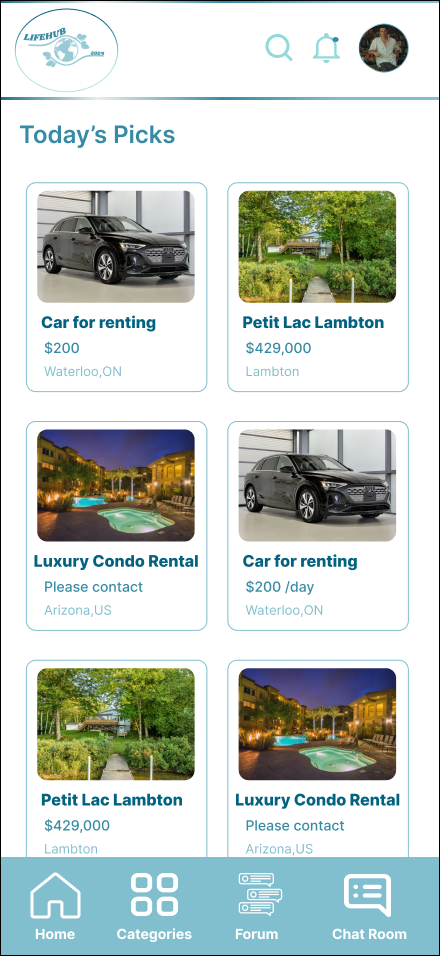 LIFEHUB
2024
Today's Picks
Car for renting
$200
Waterloo,ON
Petit Lac Lambton
$429,000
Lambton
Luxury Condo Rental
Please contact
Arizona,US
Car for renting
$200 /day
Waterloo,ON
Petit Lac Lambton
$429,000
Lambton
Luxury Condo Rental
Please contact
Arizona,US
Home
Categories
Forum
Chat Room